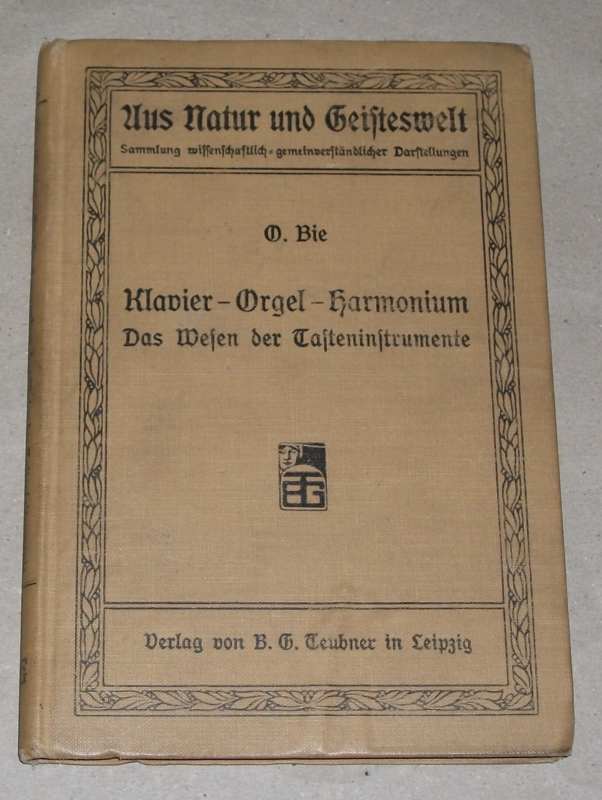 Aus Natur und Geisteswelt
Sammlung wissenschaftlich-gemeinverständlicher Darstellungen
O. Bie
Klavier – Orgel – Harmonium
Das Wesen der Tasteninstrumente
BTG
Verlag von B. G. Teubner in Leipzig